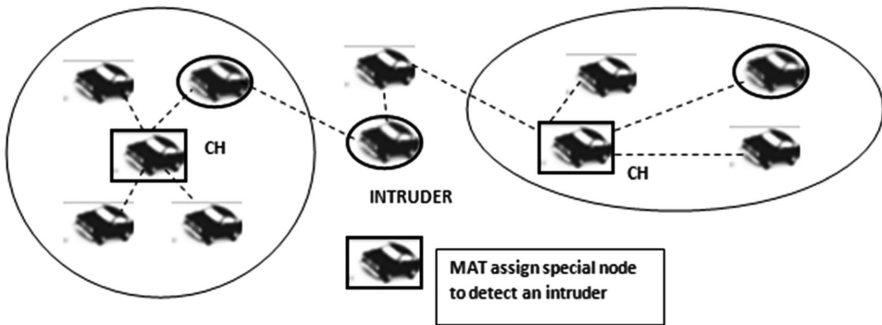 CH
INTRUDER
CH
MAT assign special node
to detect an intruder